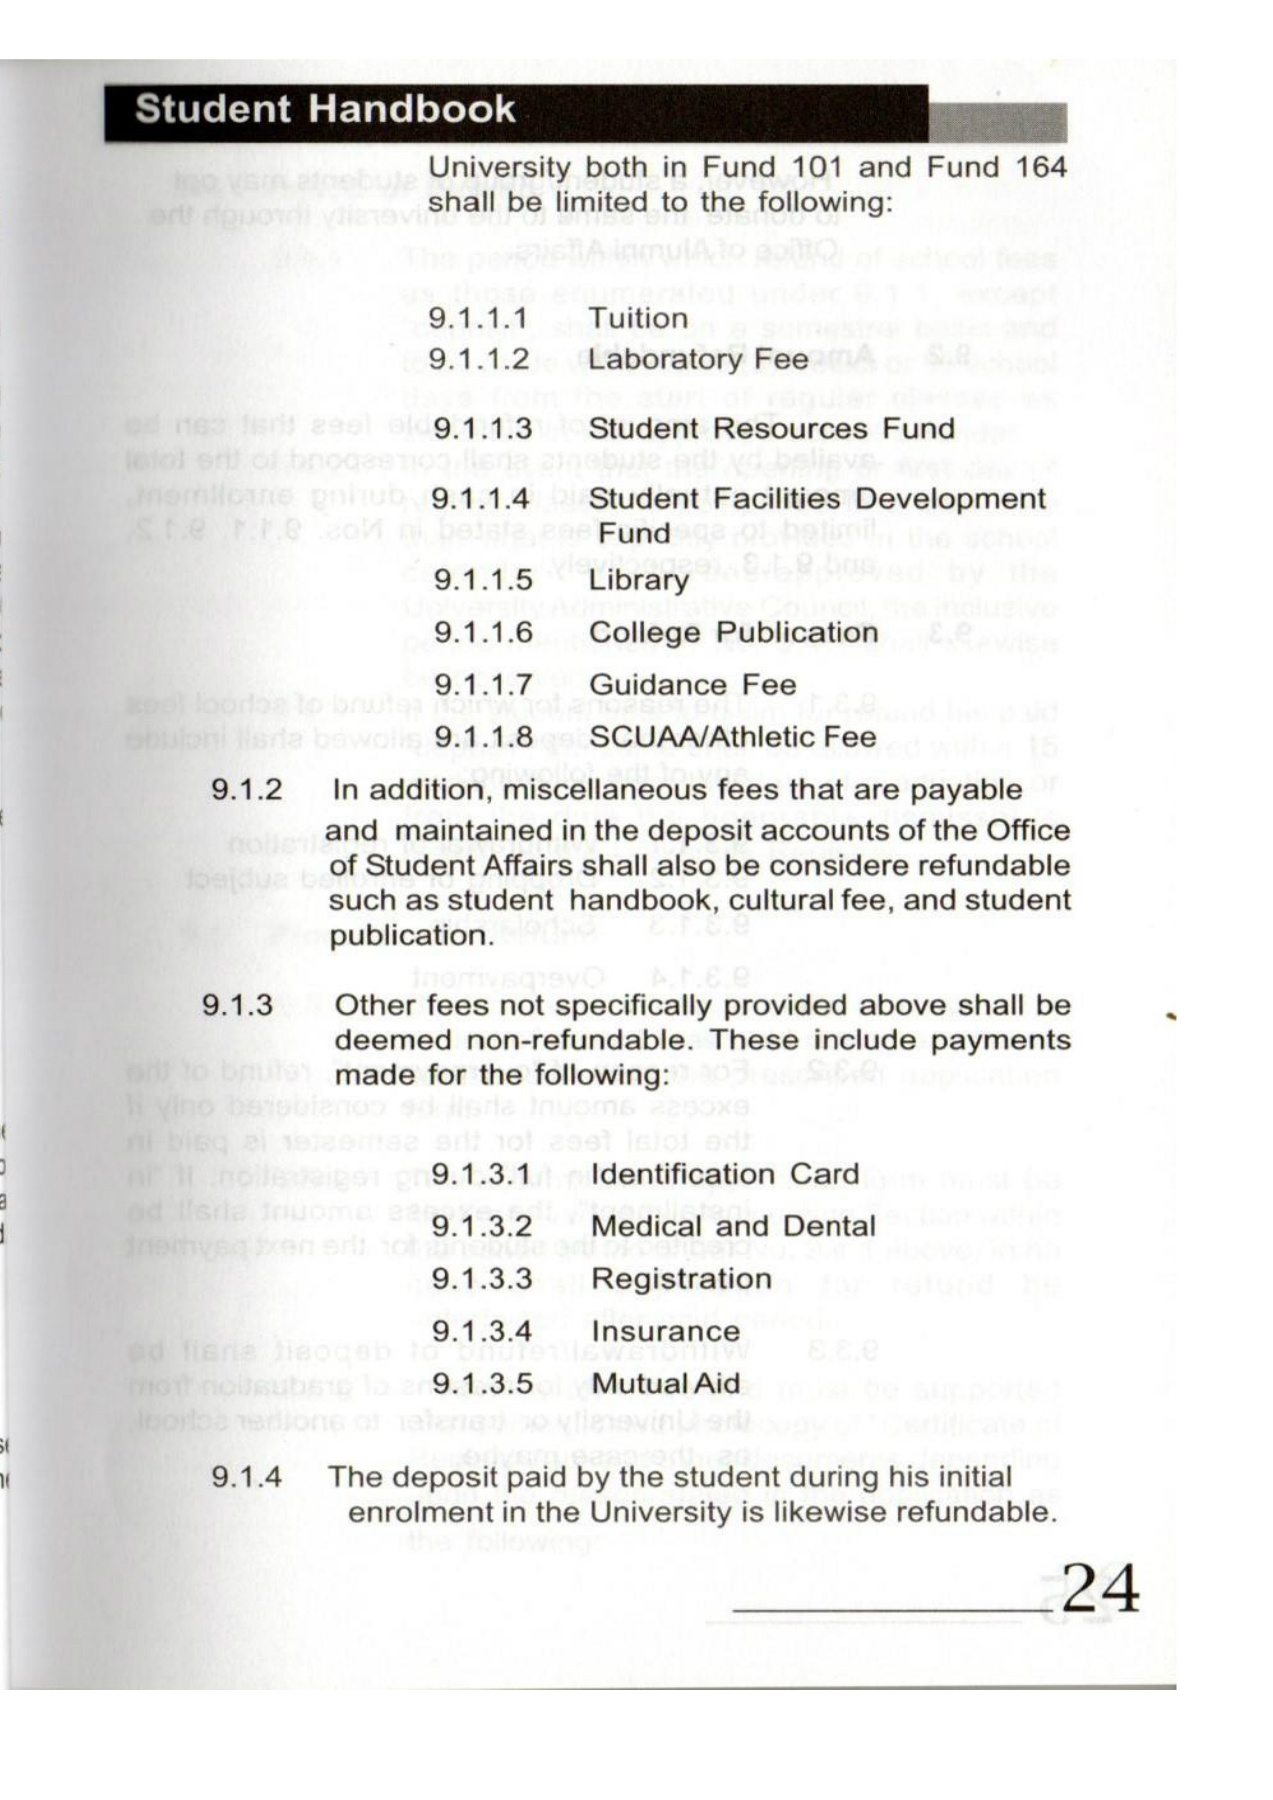 Student Handbook
University both in Fund 101 and Fund 164
shall be limited to the following:
9.1.1.1 Tuition
9.1.1.2 Laboratory Fee
9.1.1.3 Student Resources Fund
9.1.1.4 Student Facilities Development
Fund
9.1.1.5 Library
9.1.1.6 College Publication
9.1.1.7 Guidance Fee
9.1.1.8 SCUAA/Athletic Fee
9.1.2 In addition, miscellaneous fees that are payable
and maintained in the deposit accounts of the Office
of Student Affairs shall also be considere refundable
such as student handbook, cultural fee, and student
publication.
9.1.3 Other fees not specifically provided above shall be
deemed non-refundable. These include payments
made for the following:
9.1.3.1 Identification Card
9.1.3.2 Medical and Dental
9.1.3.3 Registration
9.1.3.4 Insurance
9.1.3.5 Mutual Aid
9.1.4 The deposit paid by the student during his initial
enrolment in the University is likewise refundable.
24